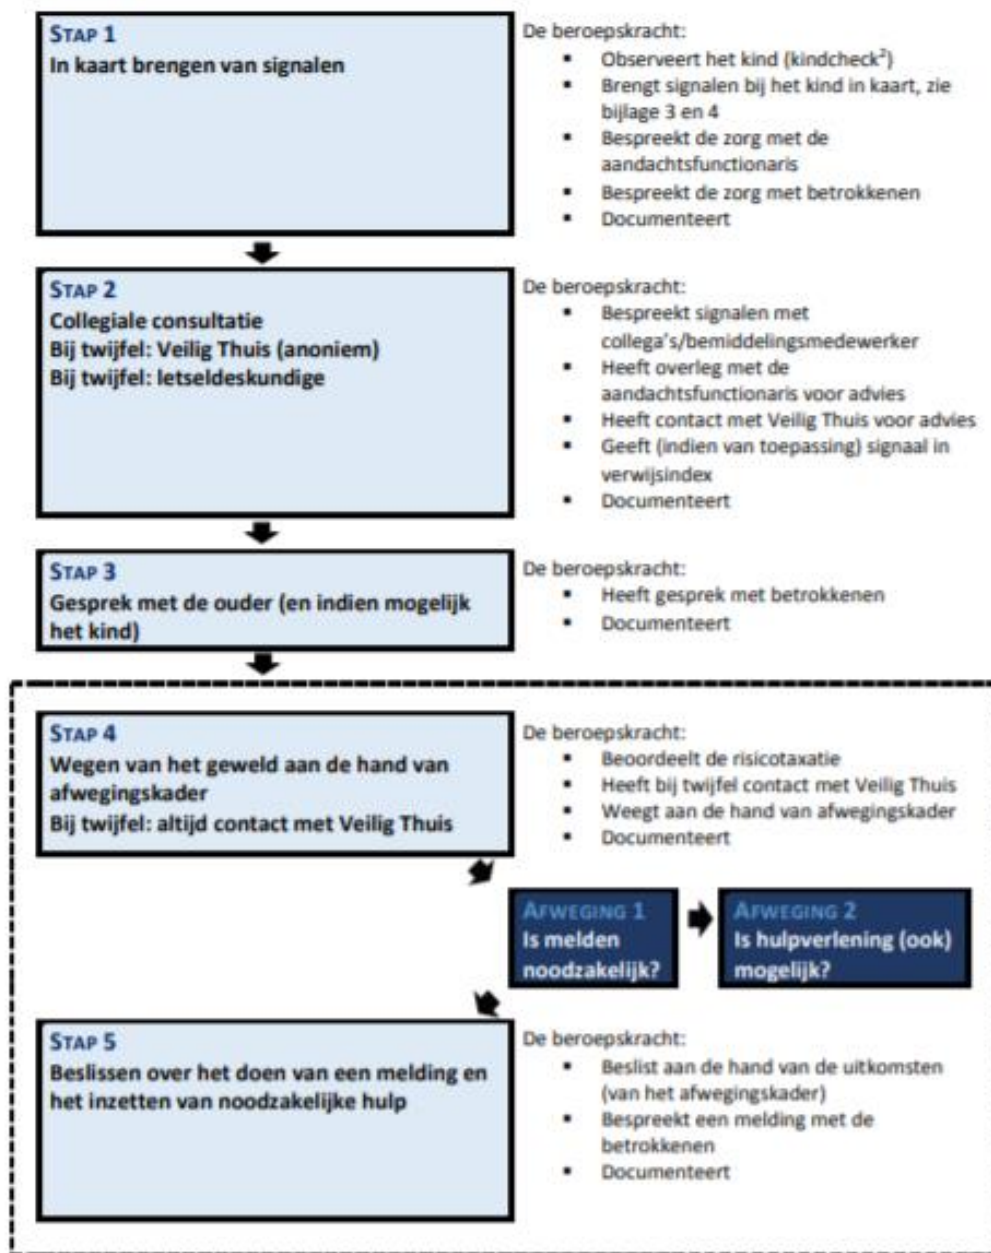 STAP 1
In kaart brengen van signalen
De beroepskracht:
▪ Observeert het kind (kindcheck²)
▪ Brengt signalen bij het kind in kaart, zie
bijlage 3 en 4
▪ Bespreekt de zorg met de
aandachtsfunctionaris
▪ Bespreekt de zorg met betrokkenen
▪ Documenteert
STAP 2
Collegiale consultatie
Bij twijfel: Veilig Thuis (anoniem)
Bij twijfel: letseldeskundige
De beroepskracht:
▪ Bespreekt signalen met
collega's/bemiddelingsmedewerker
▪ Heeft overleg met de
aandachtsfunctionaris voor advies
▪ Heeft contact met Veilig Thuis voor advies
▪ Geeft (indien van toepassing) signaal in
verwijsindex
▪ Documenteert
STAP 3
Gesprek met de ouder (en indien mogelijk
het kind)
De beroepskracht:
▪ Heeft gesprek met betrokkenen
▪ Documenteert
STAP 4
Wegen van het geweld aan de hand van
afwegingskader
Bij twijfel: altijd contact met Veilig Thuis
De beroepskracht:
▪ Beoordeelt de risicotaxatie
▪ Heeft bij twijfel contact met Veilig Thuis
▪ Weegt aan de hand van afwegingskader
▪ Documenteert
AFWEGING 1
Is melden
noodzakelijk?
AFWEGING 2
Is hulpverlening (ook)
mogelijk?
STAP 5
Beslissen over het doen van een melding en
het inzetten van noodzakelijke hulp
De beroepskracht:
▪ Beslist aan de hand van de uitkomsten
(van het afwegingskader)
▪ Bespreekt een melding met de
betrokkenen
▪ Documenteert